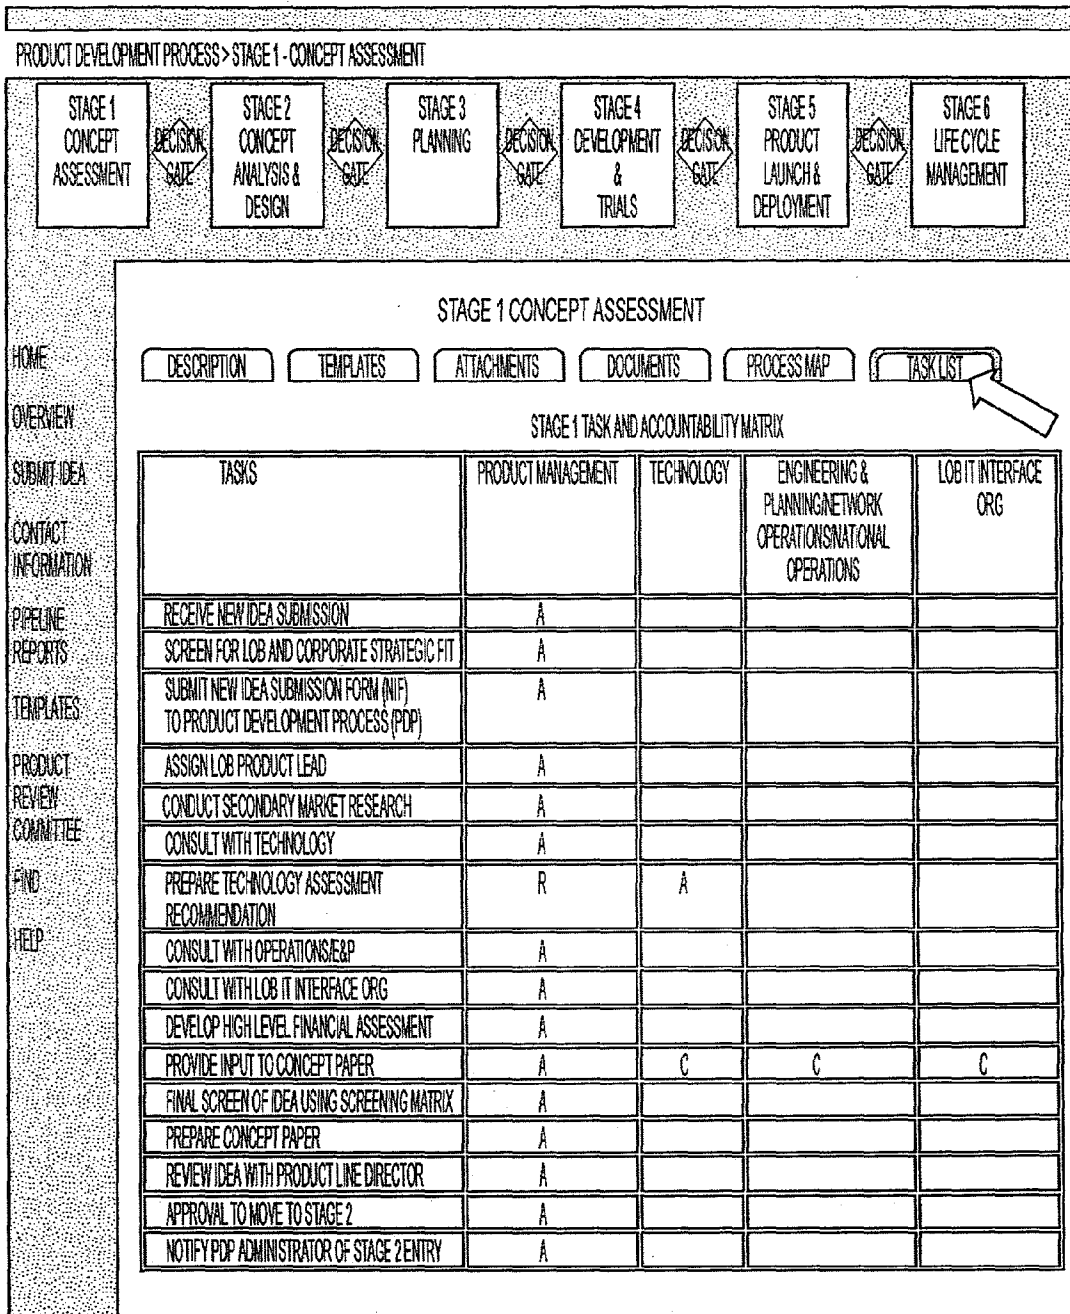 PRODUCT DEVELOPMENT PROCESS > STAGE 1 - CONCEPT ASSESSMENT
STAGE 1
CONCEPT
ASSESSMENT
DECISION
GATE
STAGE 2
CONCEPT
ANALYSIS &
DESIGN
DECISION
GATE
STAGE 3
PLANNING
DECISION
GATE
STAGE 4
DEVELOPMENT
&
TRIALS
DECISION
GATE
STAGE 5
PRODUCT
LAUNCH &
DEPLOYMENT
DECISION
GATE
STAGE 6
LIFE CYCLE
MANAGEMENT
HOME
OVERVIEW
SUBMIT IDEA
CONTACT
INFORMATION
PIPELINE
REPORTS
TEMPLATES
PRODUCT
REVIEW
COMMITTEE
FIND
HELP
STAGE 1 CONCEPT ASSESSMENT
DESCRIPTION TEMPLATES ATTACHMENTS DOCUMENTS PROCESS MAP TASK LIST
STAGE 1 TASK AND ACCOUNTABILITY MATRIX
TASKS
PRODUCT MANAGEMENT
TECHNOLOGY
ENGINEERING &
PLANNING/NETWORK
OPERATIONS/NATIONAL
OPERATIONS
LOB IT INTERFACE
ORG
RECEIVE NEW IDEA SUBMISSION A
SCREEN FOR LOB AND CORPORATE STRATEGIC FIT A
SUBMIT NEW IDEA SUBMISSION FORM (NIF) A
TO PRODUCT DEVELOPMENT PROCESS (PDP)
ASSIGN LOB PRODUCT LEAD A
CONDUCT SECONDARY MARKET RESEARCH A
CONSULT WITH TECHNOLOGY A
PREPARE TECHNOLOGY ASSESSMENT R A
RECOMMENDATION
CONSULT WITH OPERATIONS/E&P A
CONSULT WITH LOB IT INTERFACE ORG A
DEVELOP HIGH LEVEL FINANCIAL ASSESSMENT A
PROVIDE INPUT TO CONCEPT PAPER A C C C
FINAL SCREEN OF IDEA USING SCREENING MATRIX A
PREPARE CONCEPT PAPER A
REVIEW IDEA WITH PRODUCT LINE DIRECTOR A
APPROVAL TO MOVE TO STAGE 2 A
NOTIFY PDP ADMINISTRATOR OF STAGE 2 ENTRY A